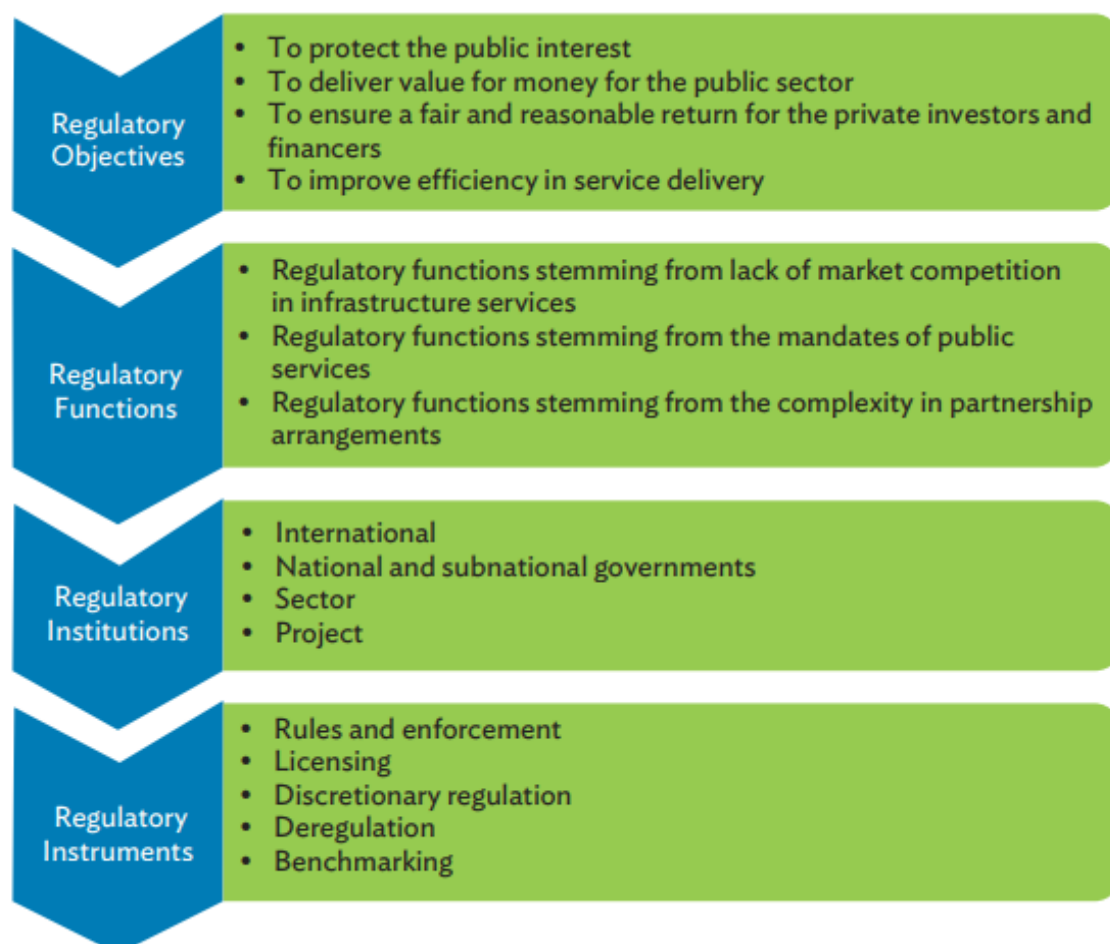 Regulatory
Objectives
• To protect the public interest
• To deliver value for money for the public sector
• To ensure a fair and reasonable return for the private investors and
financers
• To improve efficiency in service delivery
Regulatory
Functions
• Regulatory functions stemming from lack of market competition
in infrastructure services
• Regulatory functions stemming from the mandates of public
services
• Regulatory functions stemming from the complexity in partnership
arrangements
Regulatory
Institutions
• International
• National and subnational governments
• Sector
• Project
Regulatory
Instruments
• Rules and enforcement
• Licensing
• Discretionary regulation
• Deregulation
• Benchmarking